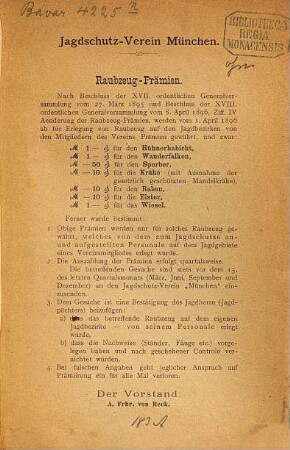 Bavar 4225 n
BIBLIOTHECA
REGIA
MONACENSIS
Jagdschutz-Verein München.
Raubzeug-Prämien.
Nach Beschluss der XVII. ordentlichen Generalver-
sammlung vom 27. März 1895 und Beschluss der XVIII.
ordentlichen Generalversammlung vom 8. April 1896, Ziff. IV
Aenderung der Raubzeug-Prämien, werden vom 1. April 1896
ab für Erlegung von Raubzeug auf den Jagdbezirken von
den Mitgliedern des Vereins Prämien gewährt, und zwar:
ℳ 1.— ₰ für den Hühnerhabicht,
ℳ 1.— ₰ für den Wanderfalken,
ℳ —.50 ₰ für den Sperber,
ℳ —.10 ₰ für die Krähe (mit Ausnahme der
gesetzlich geschützten Mandelkrähe),
ℳ —.10 ₰ für den Raben,
ℳ —.10 ₰ für die Elster,
ℳ —.10 ₰ für das Wiesel.
Ferner wurde bestimmt:
1. Obige Prämien werden nur für solches Raubzeug ge-
währt, welches von dem zum Jagdschutze an-
und aufgestellten Personale auf dem Jagdgebiete
eines Vereinsmitgliedes erlegt wurde.
2. Die Auszahlung der Prämien erfolgt quartalsweise.
Die betreffenden Gesuche sind stets vor dem 15.
des letzten Quartalsmonats (März, Juni, September
und Dezember) an den Jagdschutz-Verein „München" ein-
zusenden.
3. Dem Gesuche ist eine Bestätigung des Jagdherrn (Jagd-
pächters) beizufügen:
a) dass das betreffende Raubzeug auf dem eigenen
Jagdbezirke — von seinem Personale erlegt
wurde,
b) dass die Nachweise (Ständer, Fänge etc.) vorge-
legen haben und nach geschehener Controle ver-
nichtet wurden.
4. Bei falschen Angaben geht jeglicher Anspruch auf
Prämiirung ein für alle Mal verloren.
Der Vorstand:
A. Frhr. von Reck.